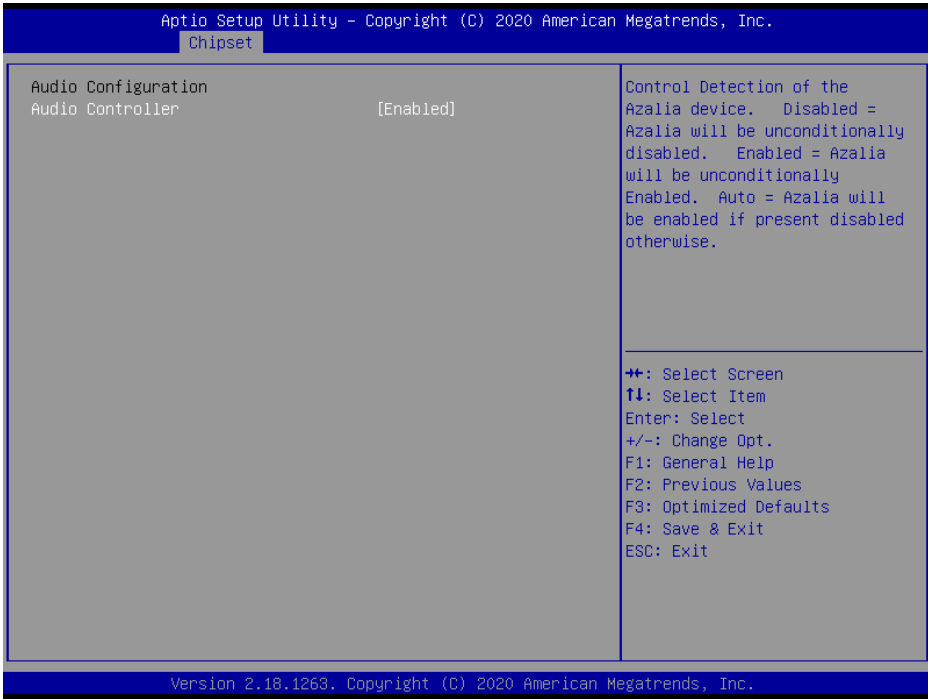 Aptio Setup Utility – Copyright (C) 2020 American Megatrends, Inc.
Chipset
Audio Configuration
Audio Controller [Enabled]
Control Detection of the
Azalia device. Disabled =
Azalia will be unconditionally
disabled. Enabled = Azalia
will be unconditionally
Enabled. Auto = Azalia will
be enabled if present disabled
otherwise.
→←: Select Screen
↑↓: Select Item
Enter: Select
+/-: Change Opt.
F1: General Help
F2: Previous Values
F3: Optimized Defaults
F4: Save & Exit
ESC: Exit
Version 2.18.1263. Copyright (C) 2020 American Megatrends, Inc.